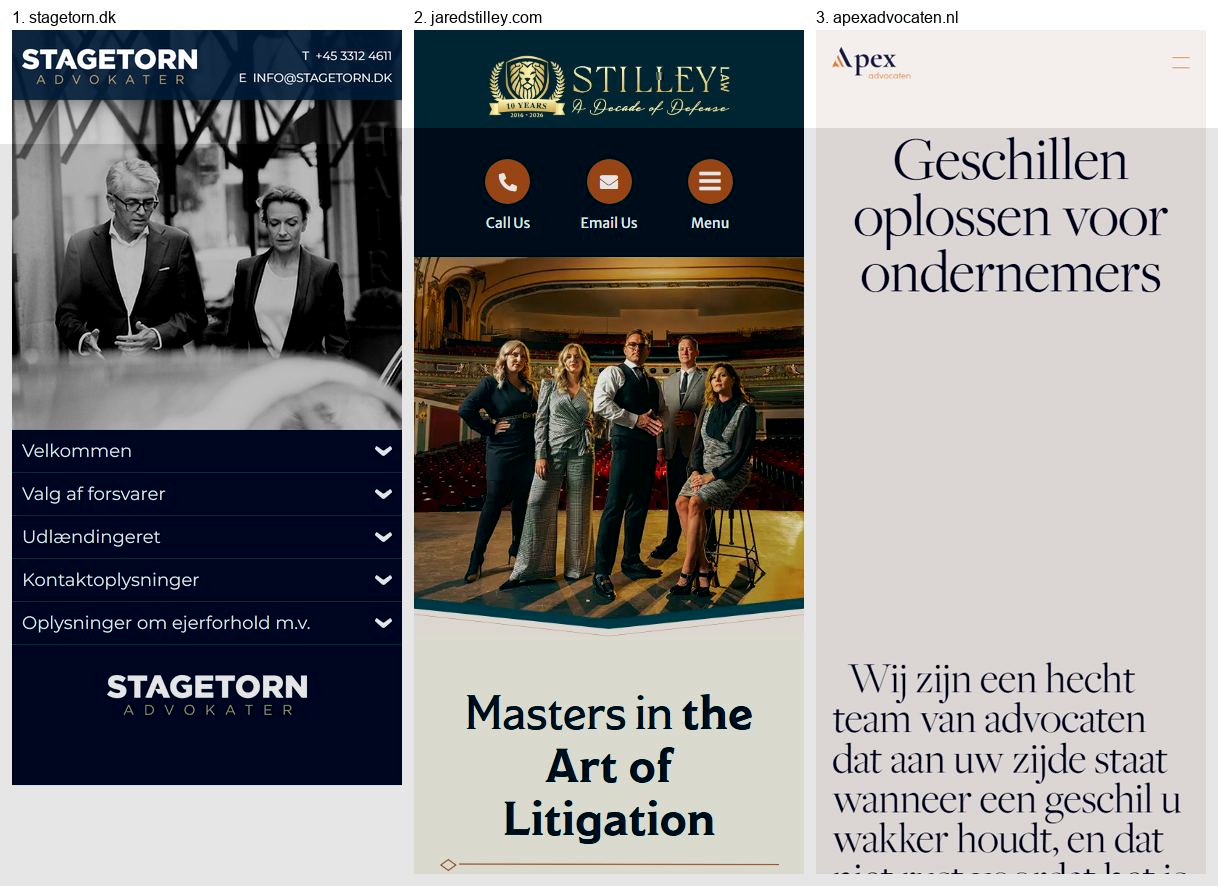 1. stagetorn.dk
STAGETORN
ADVOKATER
T +45 3312 4611
E INFO@STAGETORN.DK
Velkommen
Valg af forsvarer
Udlændingeret
Kontaktoplysninger
Oplysninger om ejerforhold m.v.
STAGETORN
ADVOKATER
2. jaredstilley.com
10 YEARS
2016 • 2026
STILLEY LAW
A Decade of Defense
Call Us
Email Us
Menu
Masters in the
Art of
Litigation
3. apexadvocaten.nl
Apex
advocaten
Geschillen
oplossen voor
ondernemers
Wij zijn een hecht
team van advocaten
dat aan uw zijde staat
wanneer een geschil u
wakker houdt, en dat